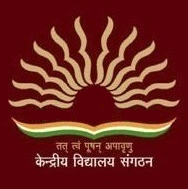 तत् त्वं पूषन् अपावृणु
केन्द्रीय विद्यालय संगठन